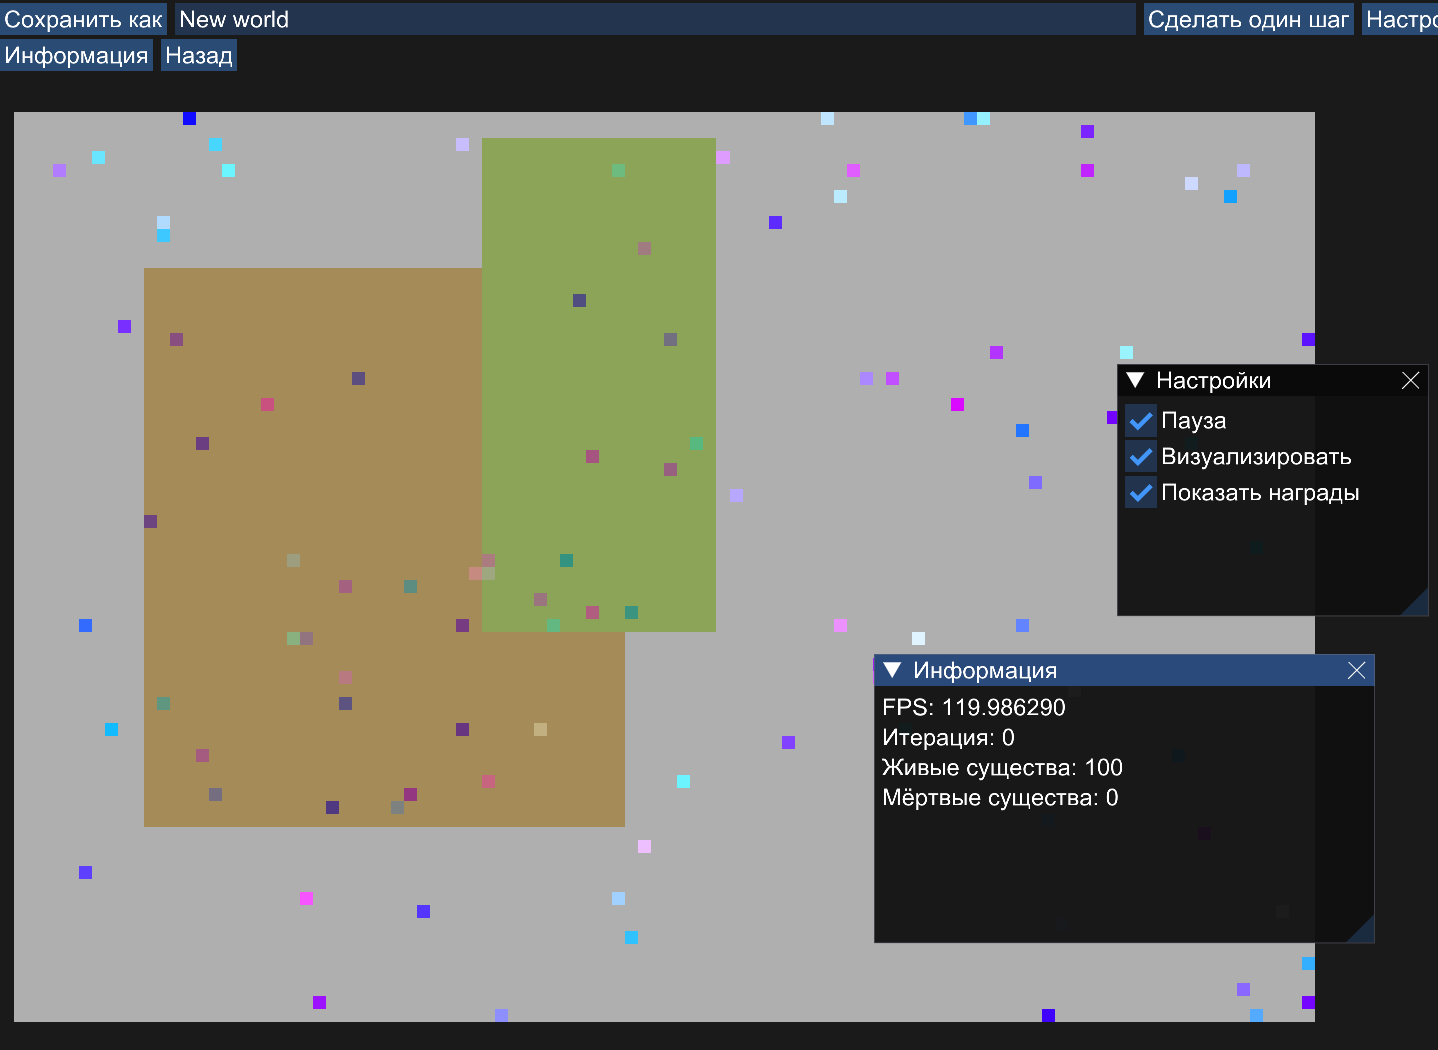 Сохранить как New world Сделать один шаг
Информация Назад
Настройки
Пауза
Визуализировать
Показать награды
Информация
FPS: 119.986290
Итерация: 0
Живые существа: 100
Мёртвые существа: 0